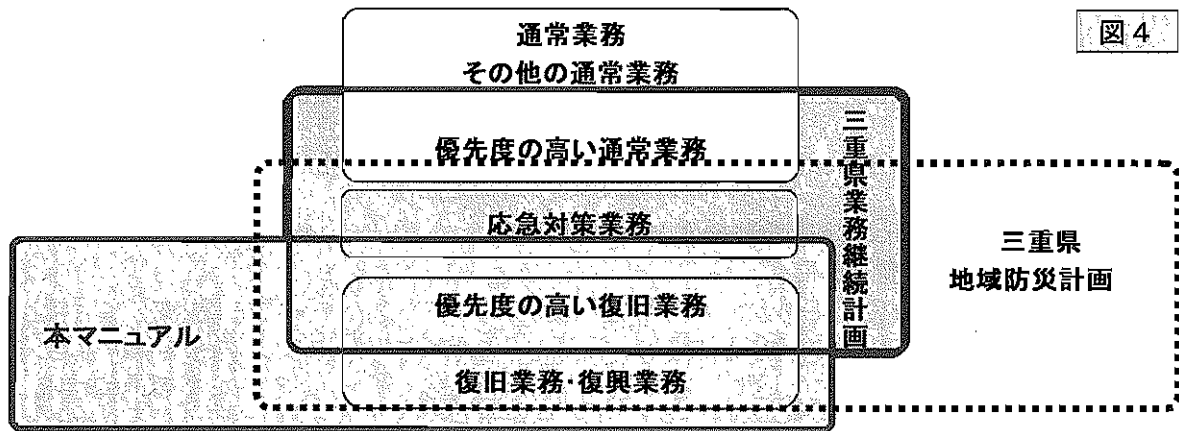 図4
通常業務
その他の通常業務
優先度の高い通常業務
応急対策業務
優先度の高い復旧業務
復旧業務・復興業務
本マニュアル
三重県業務継続計画
三重県
地域防災計画